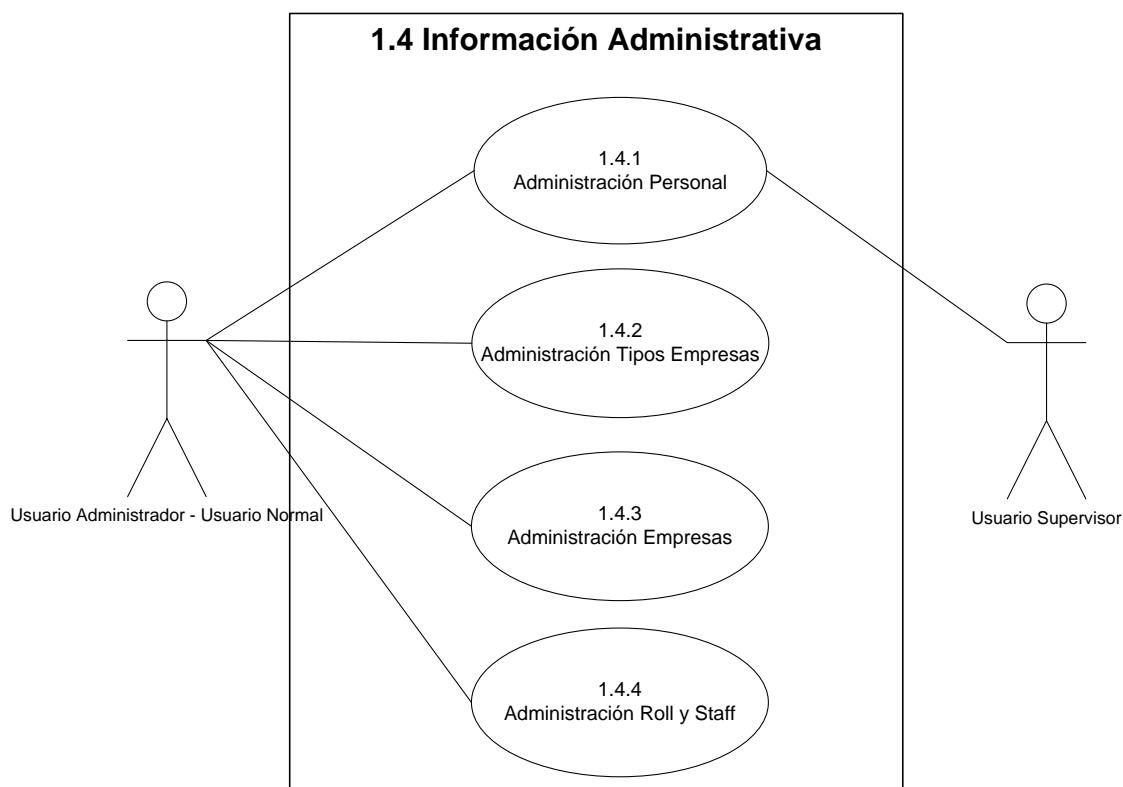 1.4 Información Administrativa
1.4.1
Administración Personal
1.4.2
Administración Tipos Empresas
Usuario Administrador - Usuario Normal
1.4.3
Administración Empresas
Usuario Supervisor
1.4.4
Administración Roll y Staff